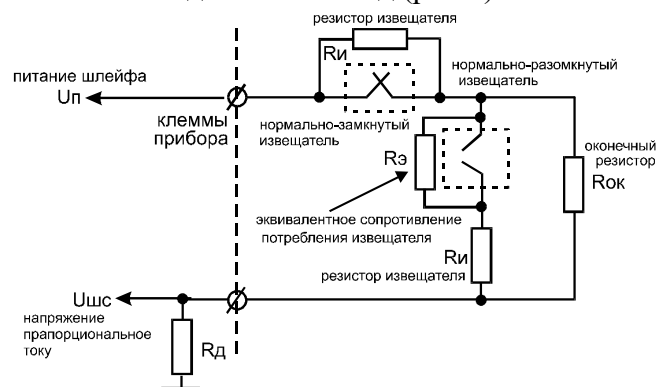 резистор извещателя
Rи
нормально-разомкнутый
извещатель
питание шлейфа
Uп
клеммы
прибора
нормально-замкнутый
извещатель
Rэ
оконечный
резистор
Rок
эквивалентное сопротивление
потребления извещателя
Rи
резистор извещателя
Uшс
напряжение
прапорциональное
току
Rд